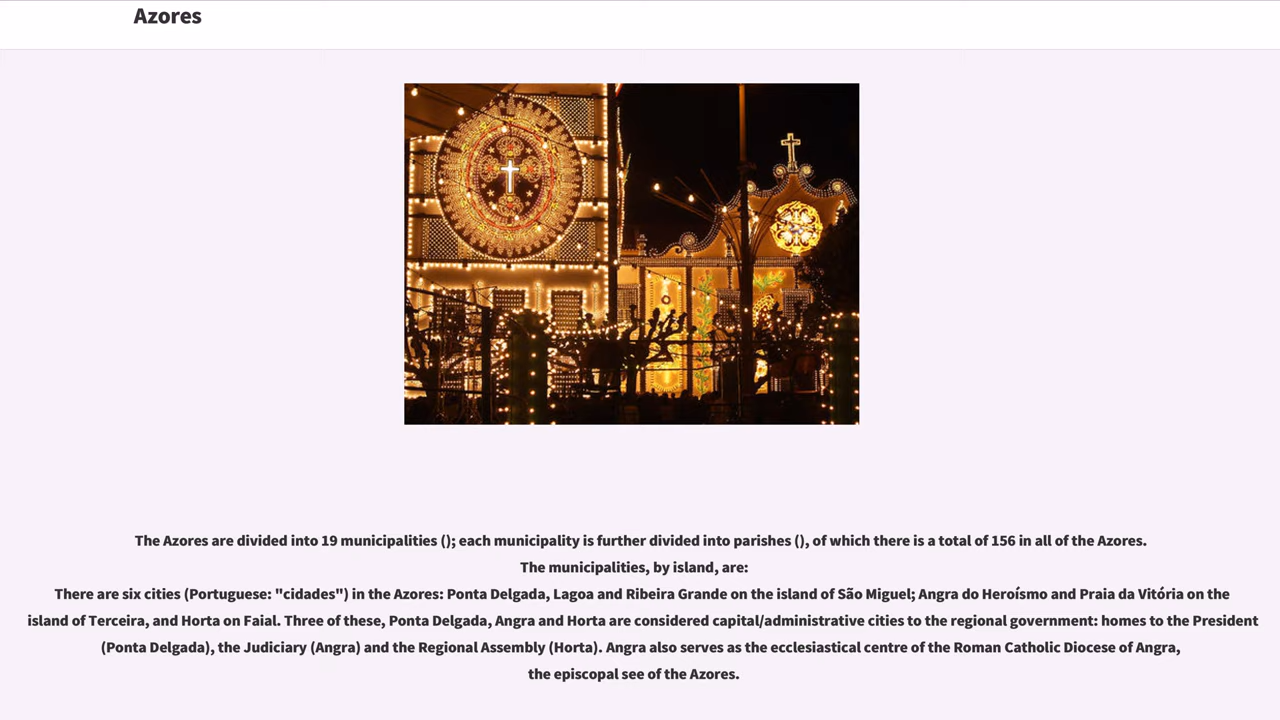 Azores
The Azores are divided into 19 municipalities (); each municipality is further divided into parishes (), of which there is a total of 156 in all of the Azores.
The municipalities, by island, are:
There are six cities (Portuguese: "cidades") in the Azores: Ponta Delgada, Lagoa and Ribeira Grande on the island of São Miguel; Angra do Heroísmo and Praia da Vitória on the
island of Terceira, and Horta on Faial. Three of these, Ponta Delgada, Angra and Horta are considered capital/administrative cities to the regional government: homes to the President
(Ponta Delgada), the Judiciary (Angra) and the Regional Assembly (Horta). Angra also serves as the ecclesiastical centre of the Roman Catholic Diocese of Angra,
the episcopal see of the Azores.